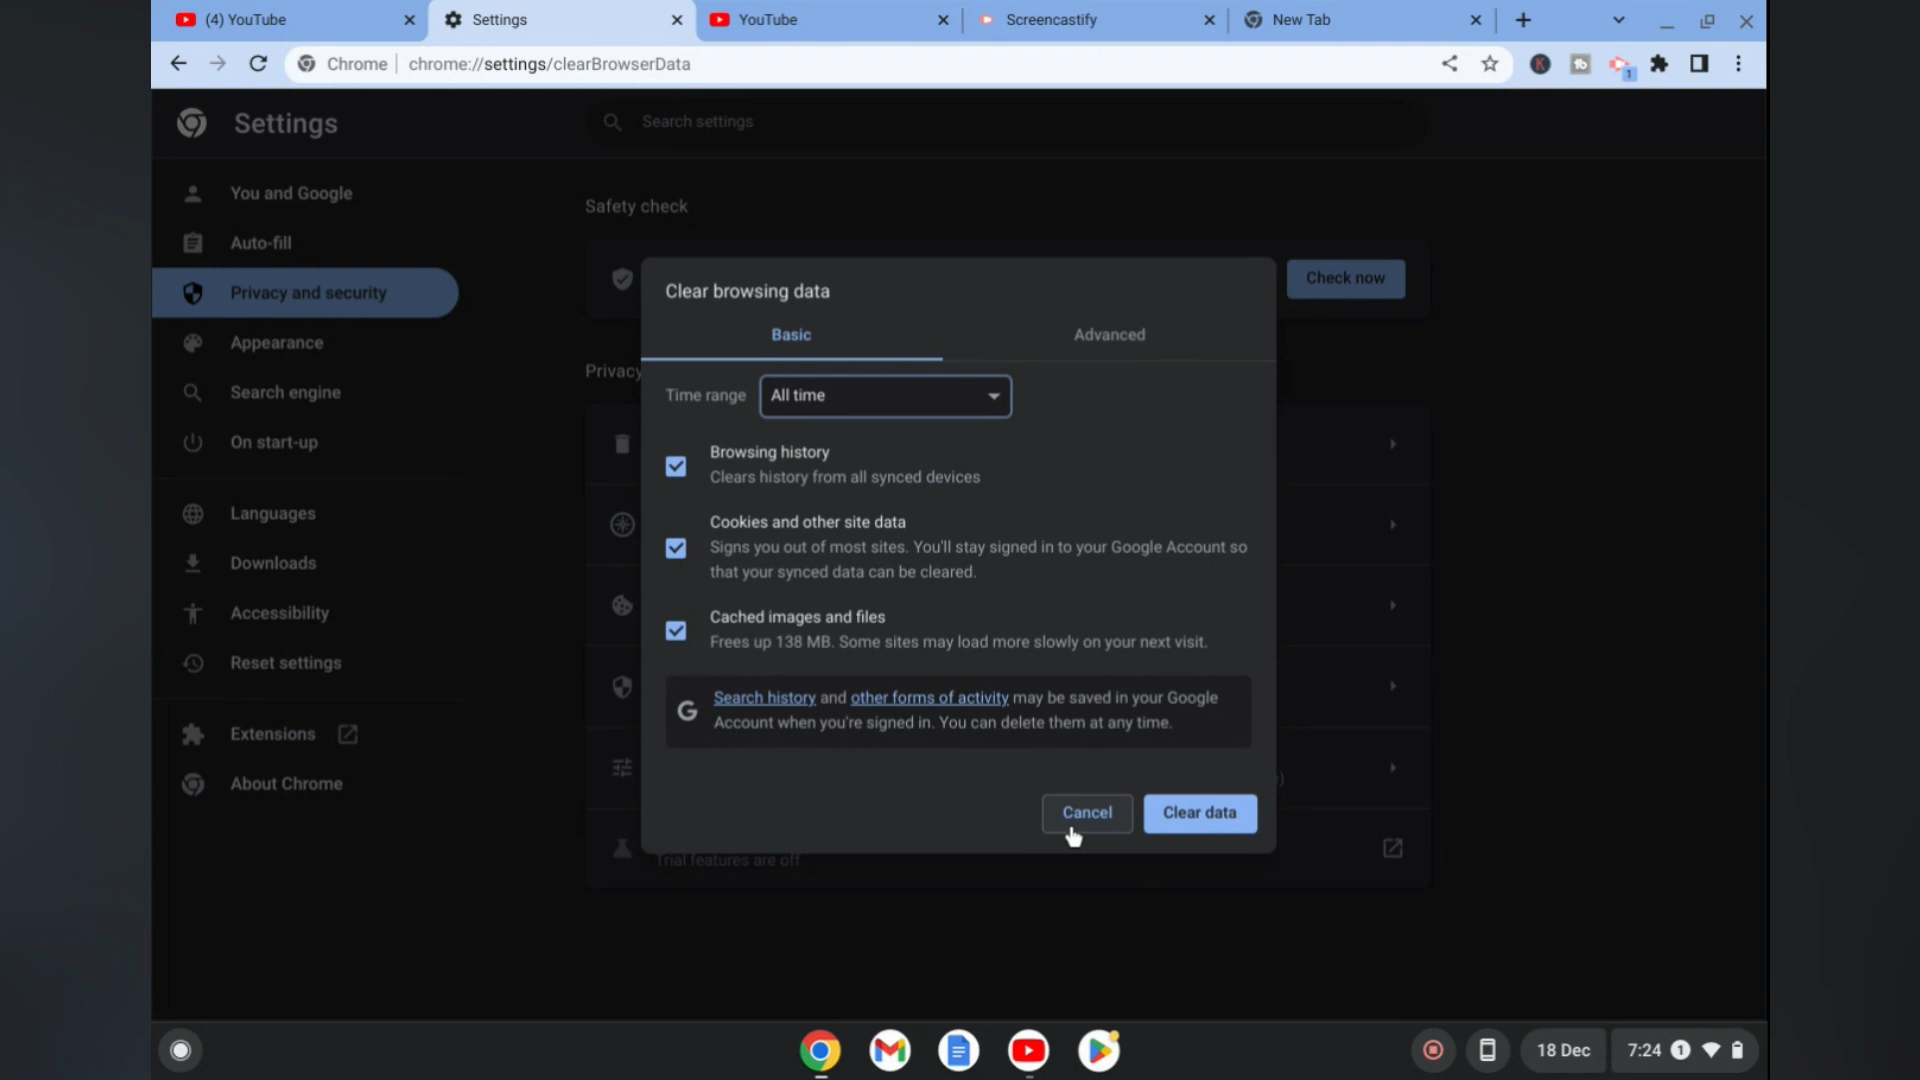 (4) YouTube
Settings
YouTube
Screencastify
New Tab
Chrome
chrome://settings/clearBrowserData
1
Settings
Search settings
You and Google
Auto-fill
Privacy and security
Appearance
Search engine
On start-up
Languages
Downloads
Accessibility
Reset settings
Extensions
About Chrome
Safety check
Check now
Privacy
Clear browsing data
Basic
Advanced
Time range
All time
Browsing history
Clears history from all synced devices
Cookies and other site data
Signs you out of most sites. You'll stay signed in to your Google Account so
that your synced data can be cleared.
Cached images and files
Frees up 138 MB. Some sites may load more slowly on your next visit.
Search history and other forms of activity may be saved in your Google
Account when you're signed in. You can delete them at any time.
Cancel
Clear data
Trial features are off
18 Dec
7:24
1